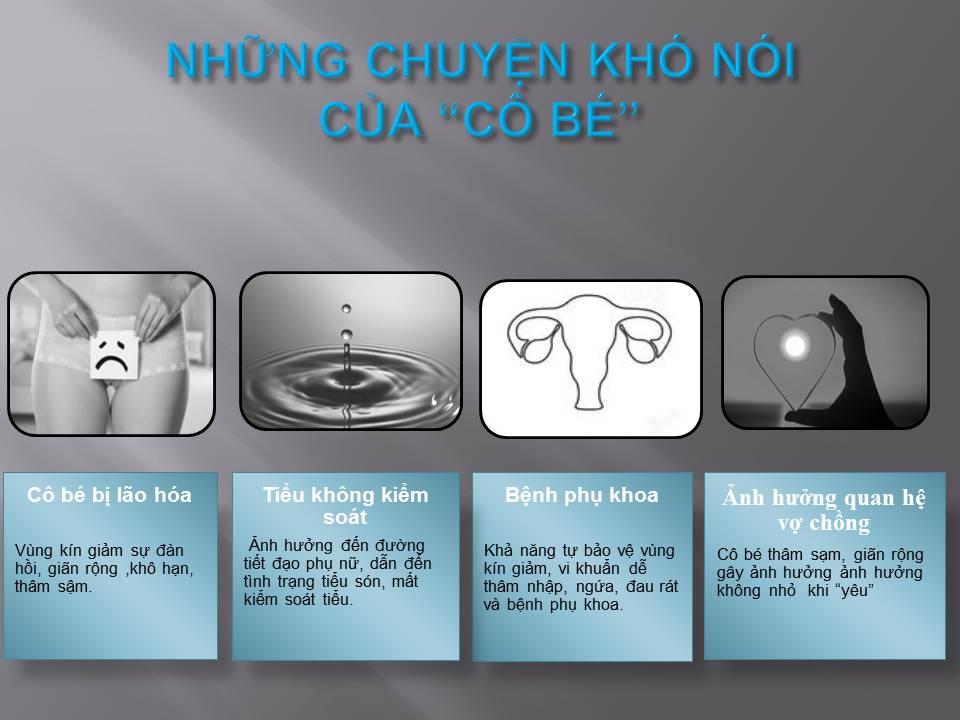 NHỮNG CHUYỆN KHÓ NÓI
CỦA “CÔ BÉ”
Cô bé bị lão hóa
Vùng kín giảm sự đàn
hồi, giãn rộng ,khô hạn,
thâm sậm.
Tiểu không kiểm
soát
Ảnh hưởng đến đường
tiết đạo phụ nữ, dẫn đến
tình trạng tiểu són, mất
kiểm soát tiểu.
Bệnh phụ khoa
Khả năng tự bảo vệ vùng
kín giảm, vi khuẩn dễ
thâm nhập, ngứa, đau rát
và bệnh phụ khoa.
Ảnh hưởng quan hệ
vợ chồng
Cô bé thâm sạm, giãn rộng
gây ảnh hưởng ảnh hưởng
không nhỏ khi “yêu”